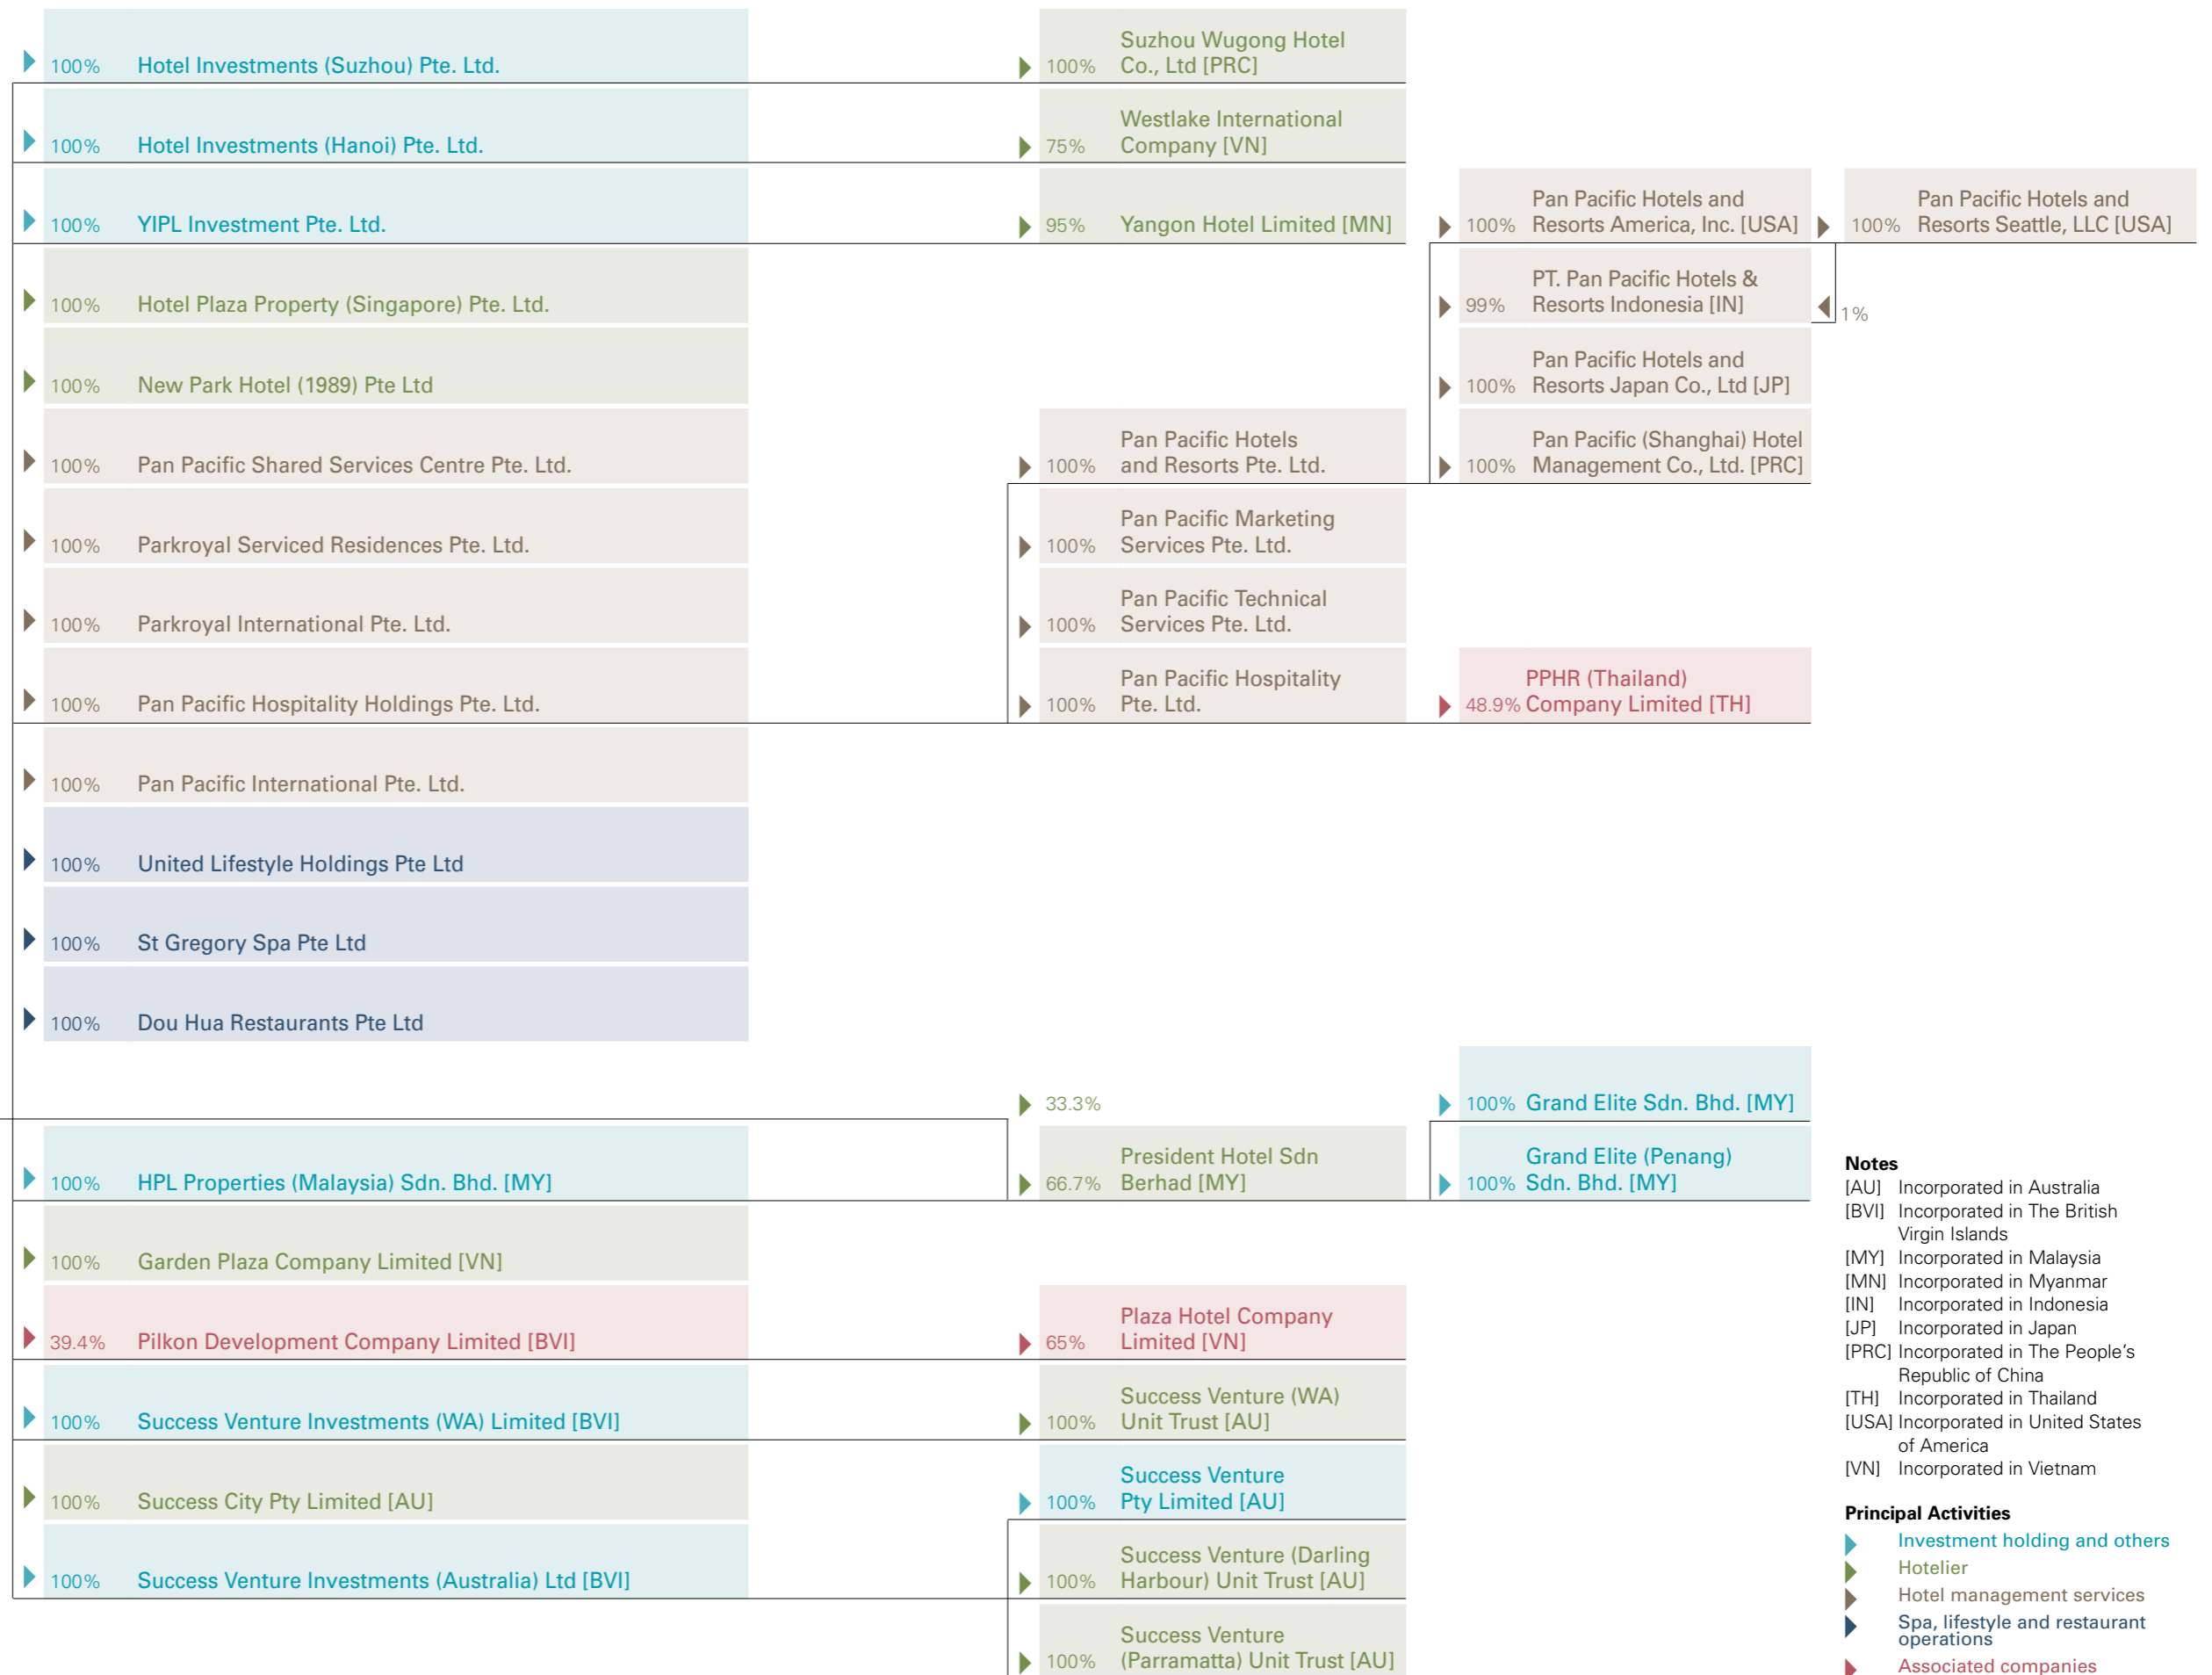 100% Hotel Investments (Suzhou) Pte. Ltd.
Suzhou Wugong Hotel
100% Co., Ltd [PRC]
100% Hotel Investments (Hanoi) Pte. Ltd.
Westlake International
75% Company [VN]
100% YIPL Investment Pte. Ltd.
95% Yangon Hotel Limited [MN]
Pan Pacific Hotels and
100% Resorts America, Inc. [USA]
Pan Pacific Hotels and
100% Resorts Seattle, LLC [USA]
100% Hotel Plaza Property (Singapore) Pte. Ltd.
PT. Pan Pacific Hotels &
99% Resorts Indonesia [IN]
1%
100% New Park Hotel (1989) Pte Ltd
Pan Pacific Hotels and
100% Resorts Japan Co., Ltd [JP]
100% Pan Pacific Shared Services Centre Pte. Ltd.
Pan Pacific Hotels
100% and Resorts Pte. Ltd.
Pan Pacific (Shanghai) Hotel
100% Management Co., Ltd. [PRC]
100% Parkroyal Serviced Residences Pte. Ltd.
Pan Pacific Marketing
100% Services Pte. Ltd.
100% Parkroyal International Pte. Ltd.
Pan Pacific Technical
100% Services Pte. Ltd.
100% Pan Pacific Hospitality Holdings Pte. Ltd.
Pan Pacific Hospitality
100% Pte. Ltd.
PPHR (Thailand)
48.9% Company Limited [TH]
100% Pan Pacific International Pte. Ltd.
100% United Lifestyle Holdings Pte Ltd
100% St Gregory Spa Pte Ltd
100% Dou Hua Restaurants Pte Ltd
33.3%
100% Grand Elite Sdn. Bhd. [MY]
100% HPL Properties (Malaysia) Sdn. Bhd. [MY]
President Hotel Sdn
66.7% Berhad [MY]
Grand Elite (Penang)
100% Sdn. Bhd. [MY]
100% Garden Plaza Company Limited [VN]
39.4% Pilkon Development Company Limited [BVI]
Plaza Hotel Company
65% Limited [VN]
100% Success Venture Investments (WA) Limited [BVI]
Success Venture (WA)
100% Unit Trust [AU]
100% Success City Pty Limited [AU]
Success Venture
100% Pty Limited [AU]
100% Success Venture Investments (Australia) Ltd [BVI]
Success Venture (Darling
100% Harbour) Unit Trust [AU]
Success Venture
100% (Parramatta) Unit Trust [AU]
Notes
[AU] Incorporated in Australia
[BVI] Incorporated in The British
Virgin Islands
[MY] Incorporated in Malaysia
[MN] Incorporated in Myanmar
[IN] Incorporated in Indonesia
[JP] Incorporated in Japan
[PRC] Incorporated in The People's
Republic of China
[TH] Incorporated in Thailand
[USA] Incorporated in United States
of America
[VN] Incorporated in Vietnam
Principal Activities
Investment holding and others
Hotelier
Hotel management services
Spa, lifestyle and restaurant
operations
Associated companies